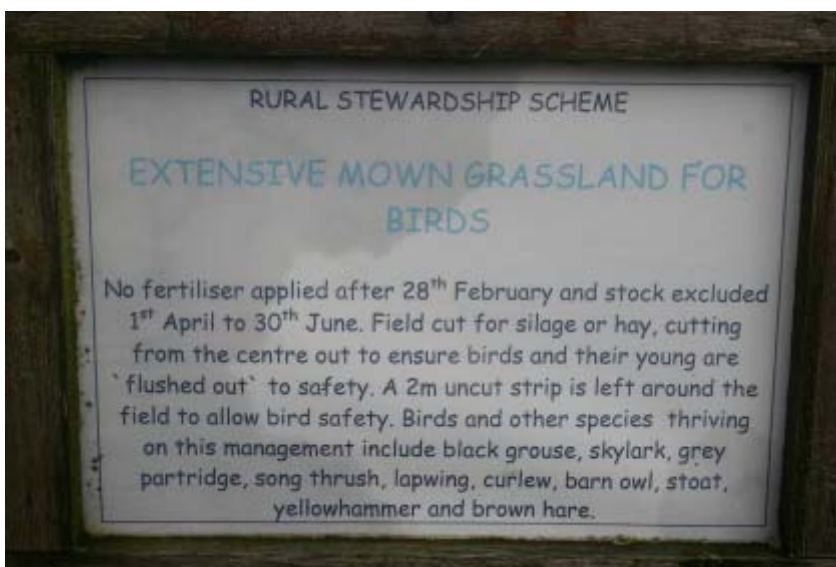 RURAL STEWARDSHIP SCHEME
EXTENSIVE MOWN GRASSLAND FOR
BIRDS
No fertiliser applied after 28th February and stock excluded
1st April to 30th June. Field cut for silage or hay, cutting
from the centre out to ensure birds and their young are
`flushed out` to safety. A 2m uncut strip is left around the
field to allow bird safety. Birds and other species thriving
on this management include black grouse, skylark, grey
partridge, song thrush, lapwing, curlew, barn owl, stoat,
yellowhammer and brown hare.